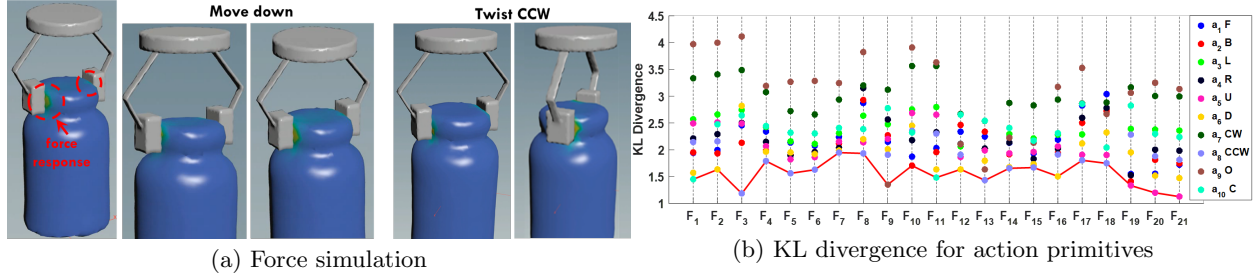 Move down
Twist CCW
force
response
(a) Force simulation
KL Divergence
4.5
4
3.5
3
2.5
2
1.5
1
F1 F2 F3 F4 F5 F6 F7 F8 F9 F10 F11 F12 F13 F14 F15 F16 F17 F18 F19 F20 F21
a1 F
a2 B
a3 L
a4 R
a5 U
a6 D
a7 CW
a8 CCW
a9 O
a10 C
(b) KL divergence for action primitives